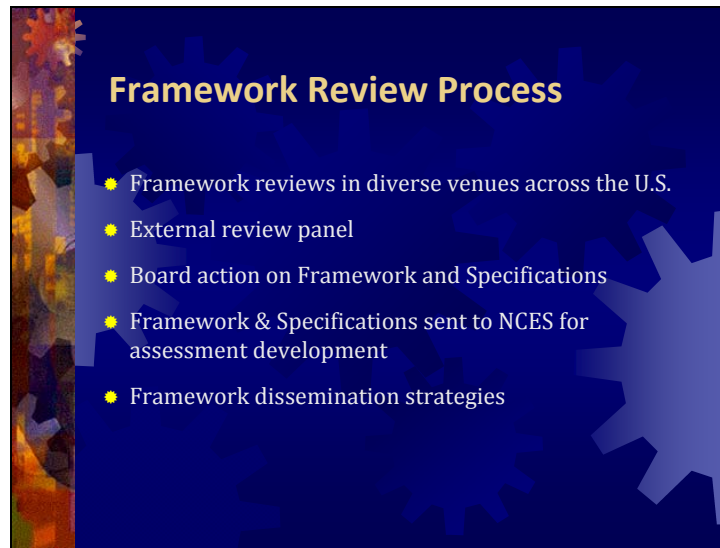 Framework Review Process
Framework reviews in diverse venues across the U.S.
External review panel
Board action on Framework and Specifications
Framework & Specifications sent to NCES for
assessment development
Framework dissemination strategies